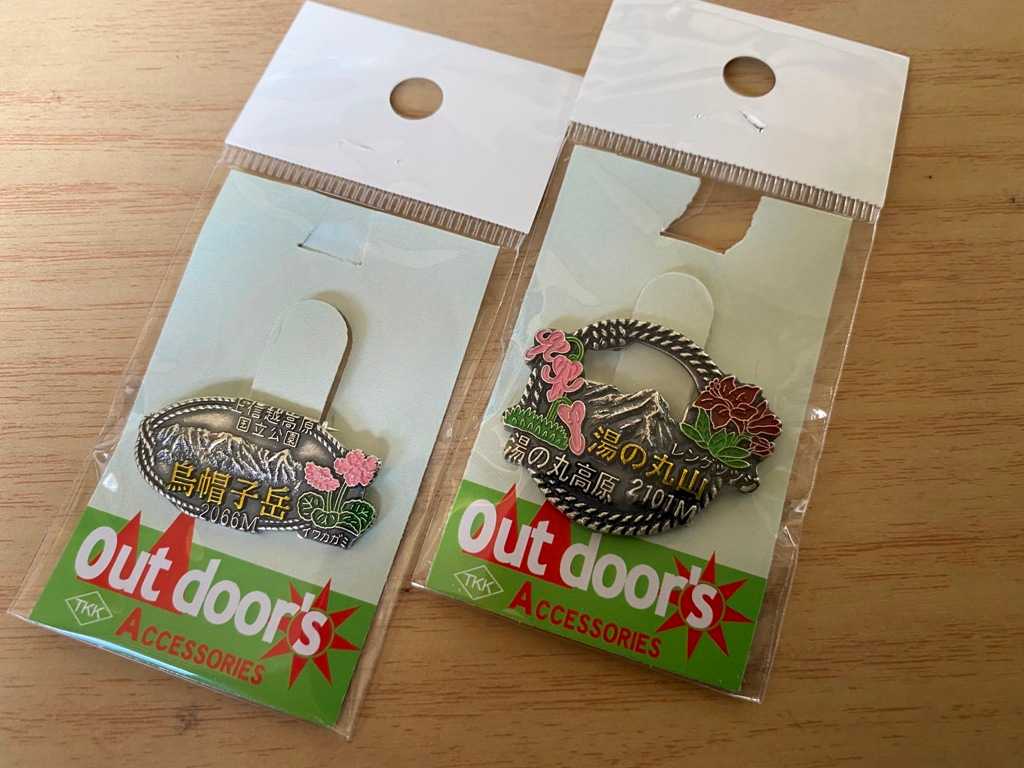 上信越高原
国立公園
烏帽子岳
2066M
イワカガミ
Out door's
TKK
ACCESSORIES
湯の丸山
レンゲツツジ
湯の丸高原 2101M
Out door's
TKK
ACCESSORIES